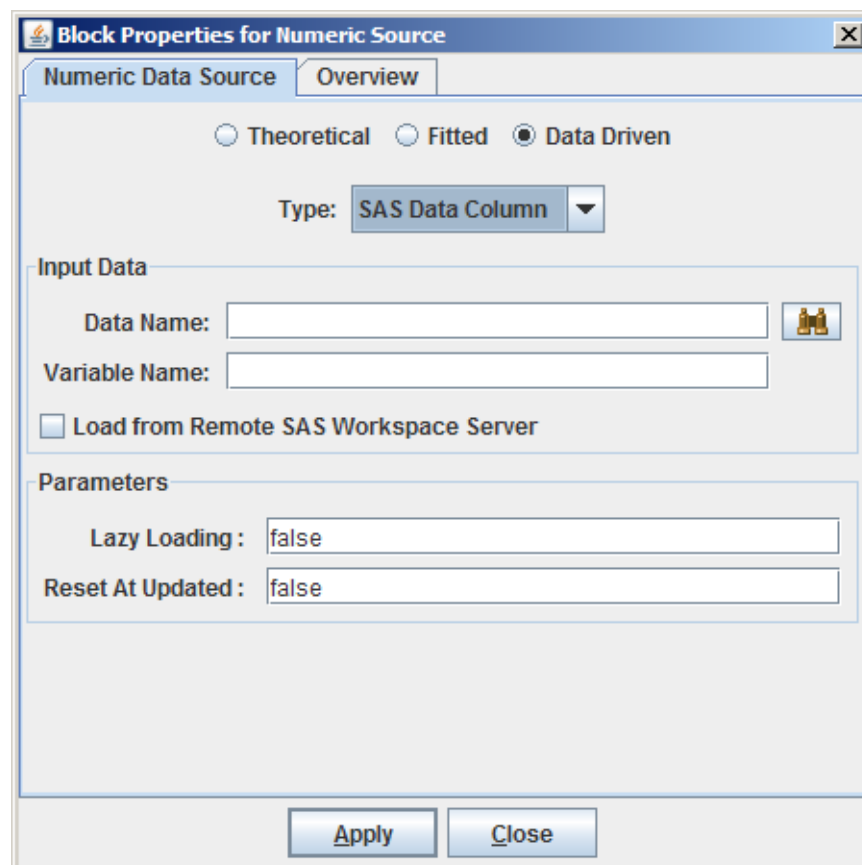 Block Properties for Numeric Source
Numeric Data Source Overview
Theoretical Fitted Data Driven
Type: SAS Data Column
Input Data
Data Name:
Variable Name:
Load from Remote SAS Workspace Server
Parameters
Lazy Loading : false
Reset At Updated : false
Apply Close